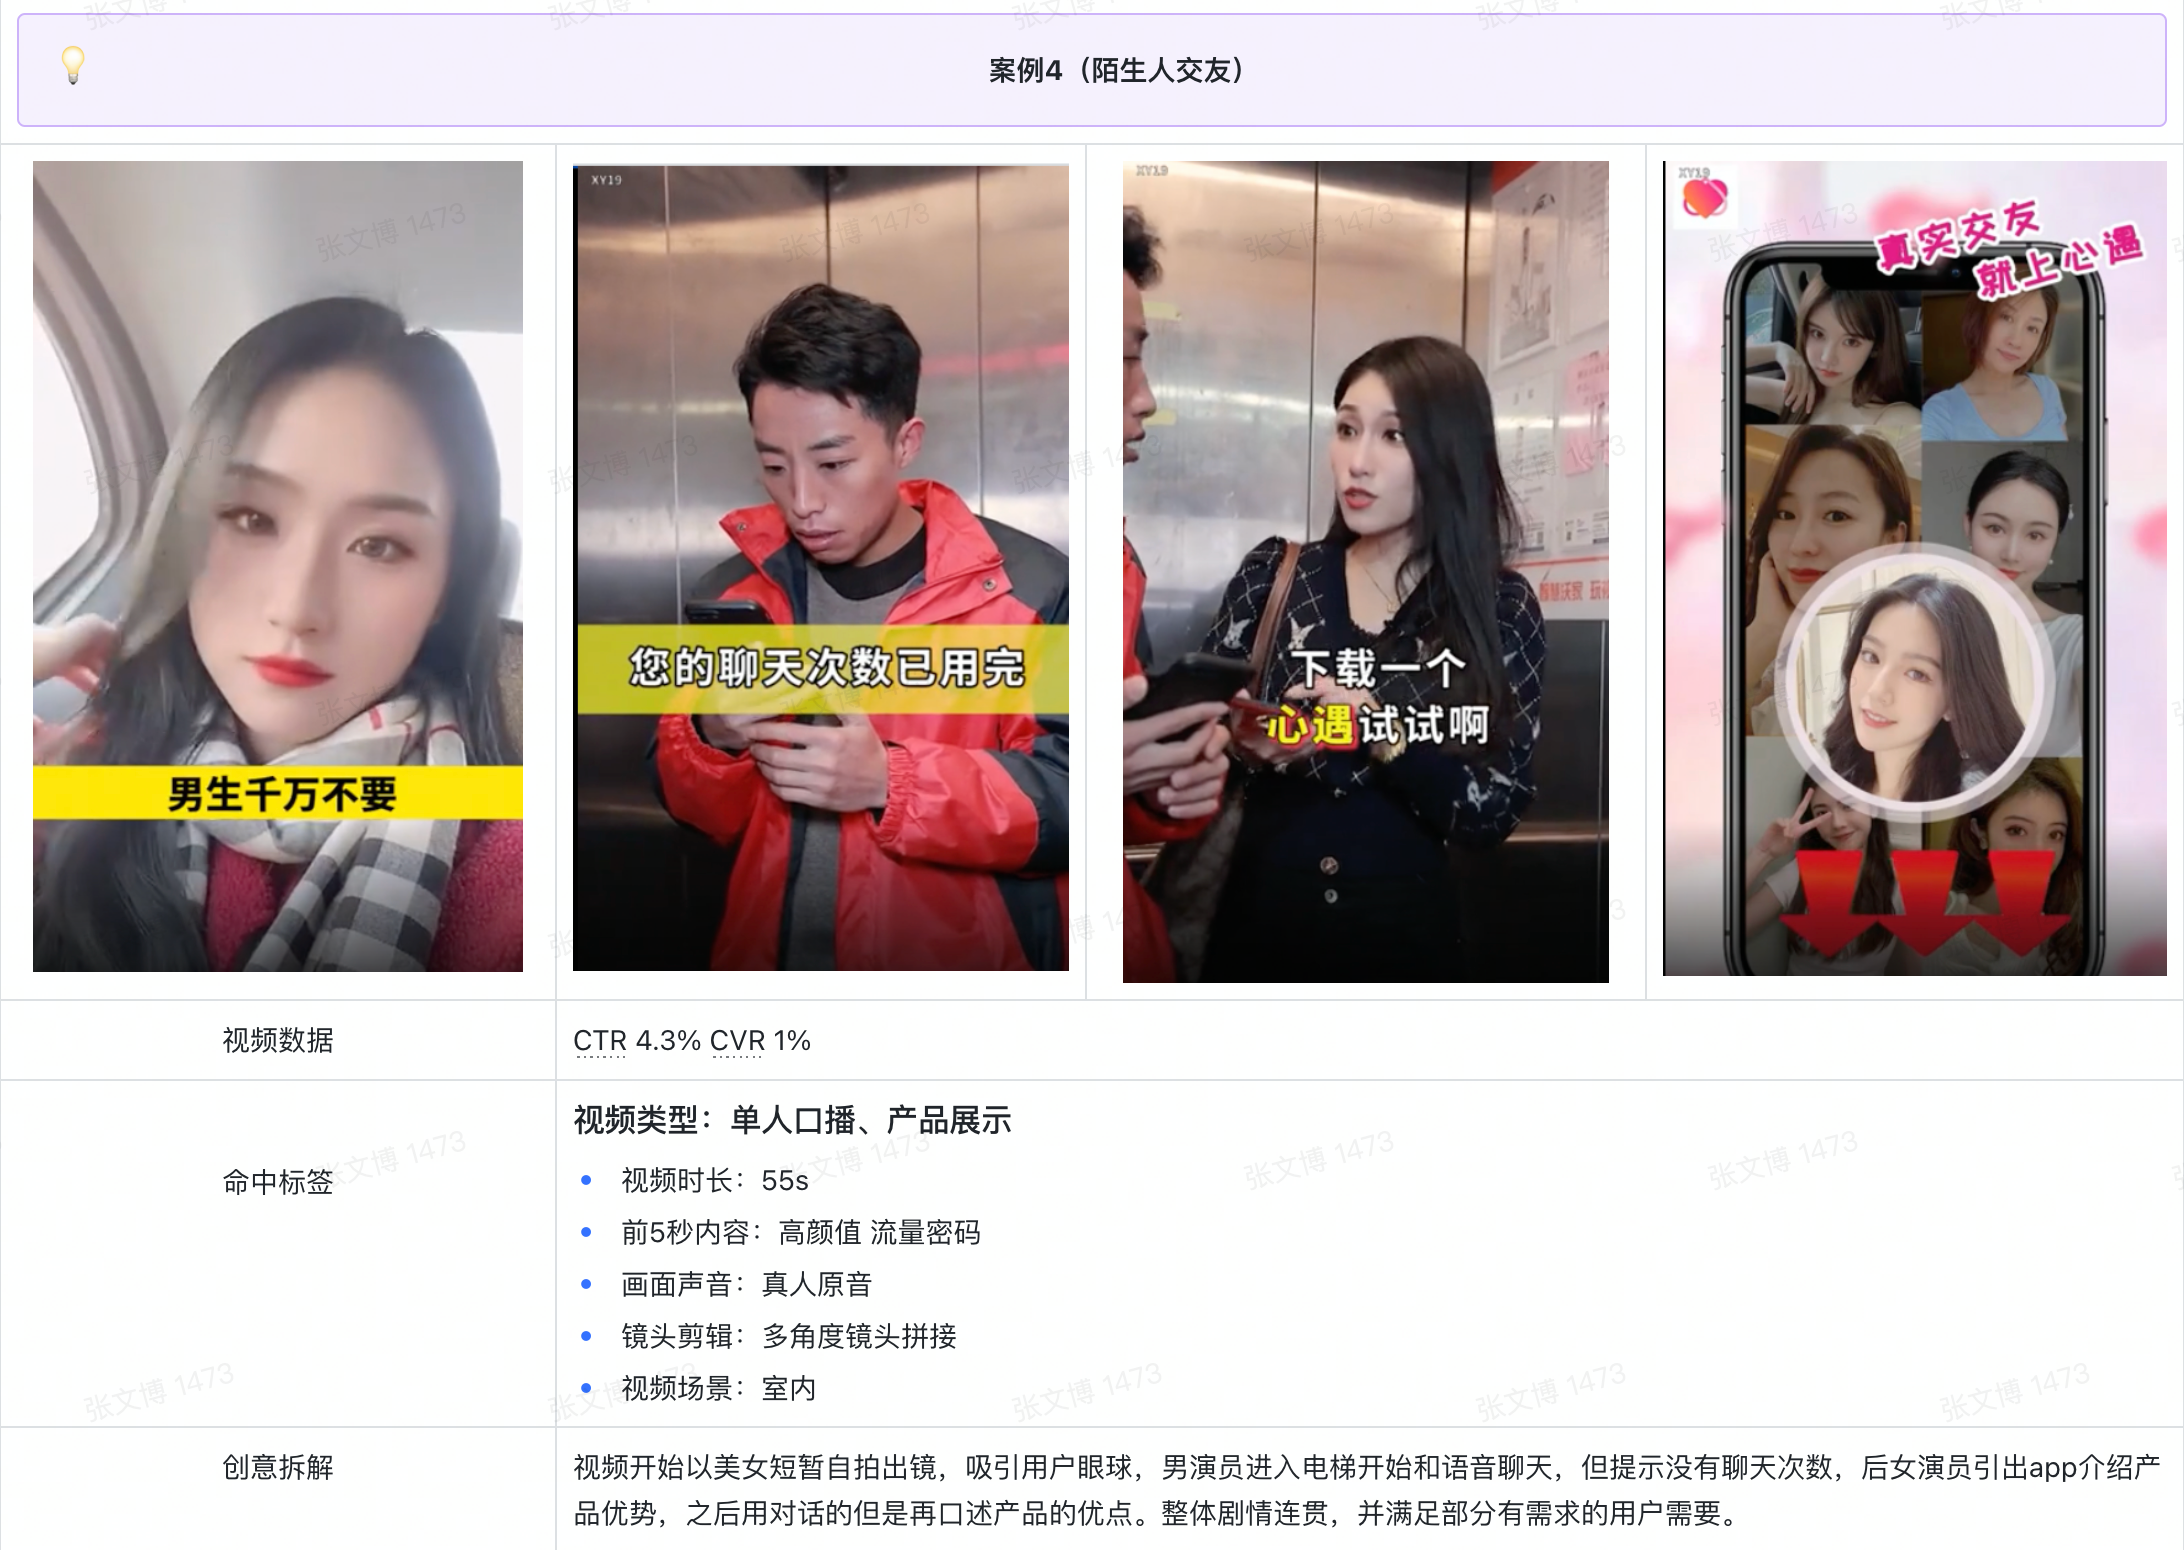 案例4（陌生人交友）
男生千万不要
XY19
您的聊天次数已用完
XY19
下载一个
心遇试试啊
智慧沃家
XY19
真实交友
就上心遇
视频数据
CTR 4.3% CVR 1%
命中标签
视频类型：单人口播、产品展示
视频时长：55s
前5秒内容：高颜值 流量密码
画面声音：真人原音
镜头剪辑：多角度镜头拼接
视频场景：室内
创意拆解
视频开始以美女短暂自拍出镜，吸引用户眼球，男演员进入电梯开始和语音聊天，但提示没有聊天次数，后女演员引出app介绍产
品优势，之后用对话的但是再口述产品的优点。整体剧情连贯，并满足部分有需求的用户需要。
张文博 1473